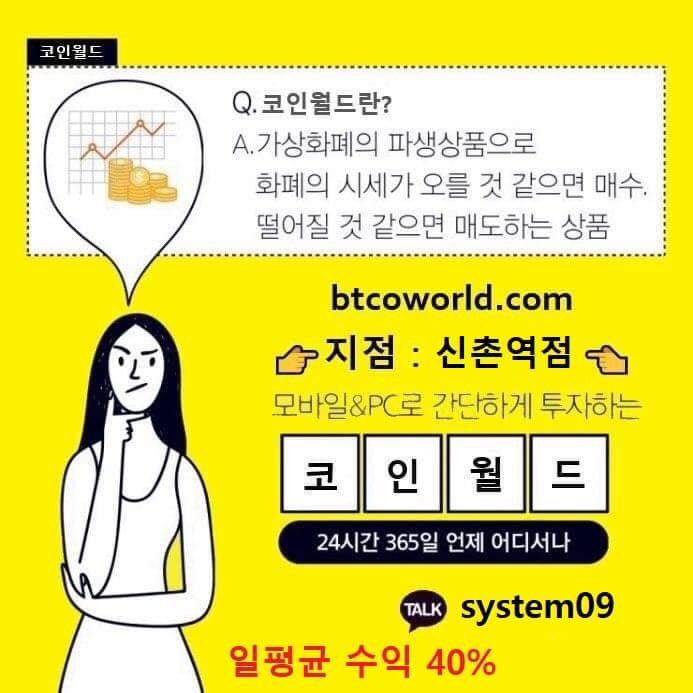 코인월드
Q.코인월드란?
A.가상화폐의 파생상품으로
화폐의 시세가 오를 것 같으면 매수.
떨어질 것 같으면 매도하는 상품
btcoworld.com
지점 : 신촌역점
모바일&PC로 간단하게 투자하는
코인월드
24시간 365일 언제 어디서나
TALK system09
일평균 수익 40%